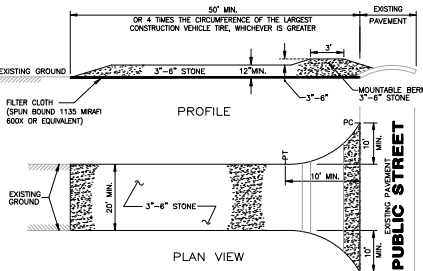 50' MIN.
OR 4 TIMES THE CIRCUMFERENCE OF THE LARGEST
CONSTRUCTION VEHICLE TIRE, WHICHEVER IS GREATER
EXISTING
PAVEMENT
3'
EXISTING GROUND
3"-6" STONE
12"MIN.
FILTER CLOTH
(SPUN BOUND 1135 MIRAFI
600X OR EQUIVALENT)
3"-6"
MOUNTABLE BERM
3"-6" STONE
PROFILE
PC
PT
10' MIN.
10' MIN.
EXISTING
GROUND
20' MIN.
3"-6" STONE
10' MIN.
EXISTING PAVEMENT
PUBLIC STREET
PLAN VIEW